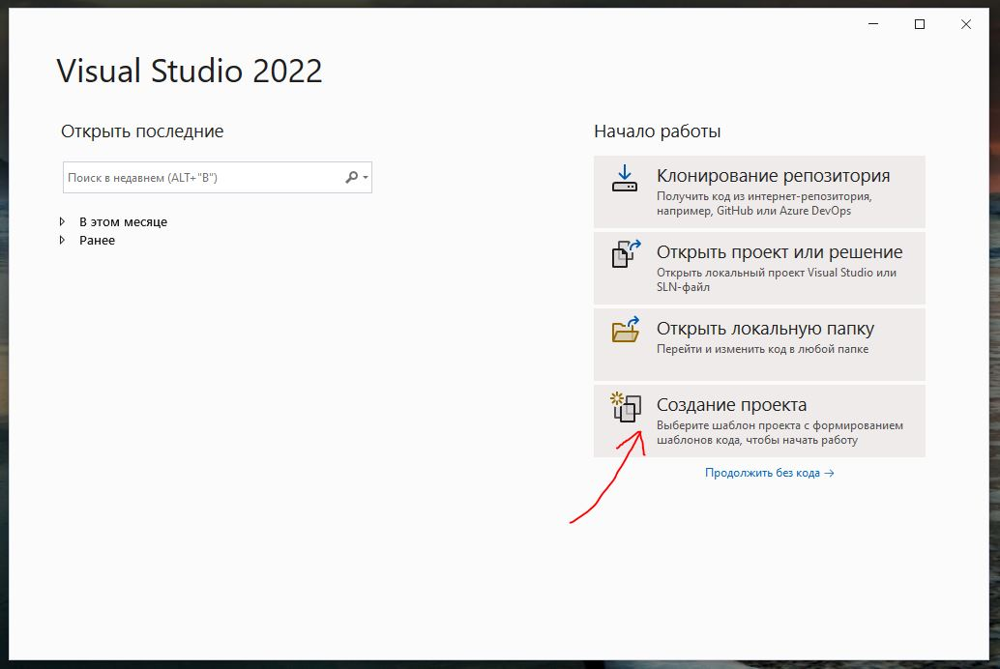 Visual Studio 2022
Открыть последние
Поиск в недавнем (ALT+"В")
В этом месяце
Ранее
Начало работы
Клонирование репозитория
Получить код из интернет-репозитория,
например, GitHub или Azure DevOps
Открыть проект или решение
Открыть локальный проект Visual Studio или
SLN-файл
Открыть локальную папку
Перейти и изменить код в любой папке
Создание проекта
Выберите шаблон проекта с формированием
шаблонов кода, чтобы начать работу
Продолжить без кода →